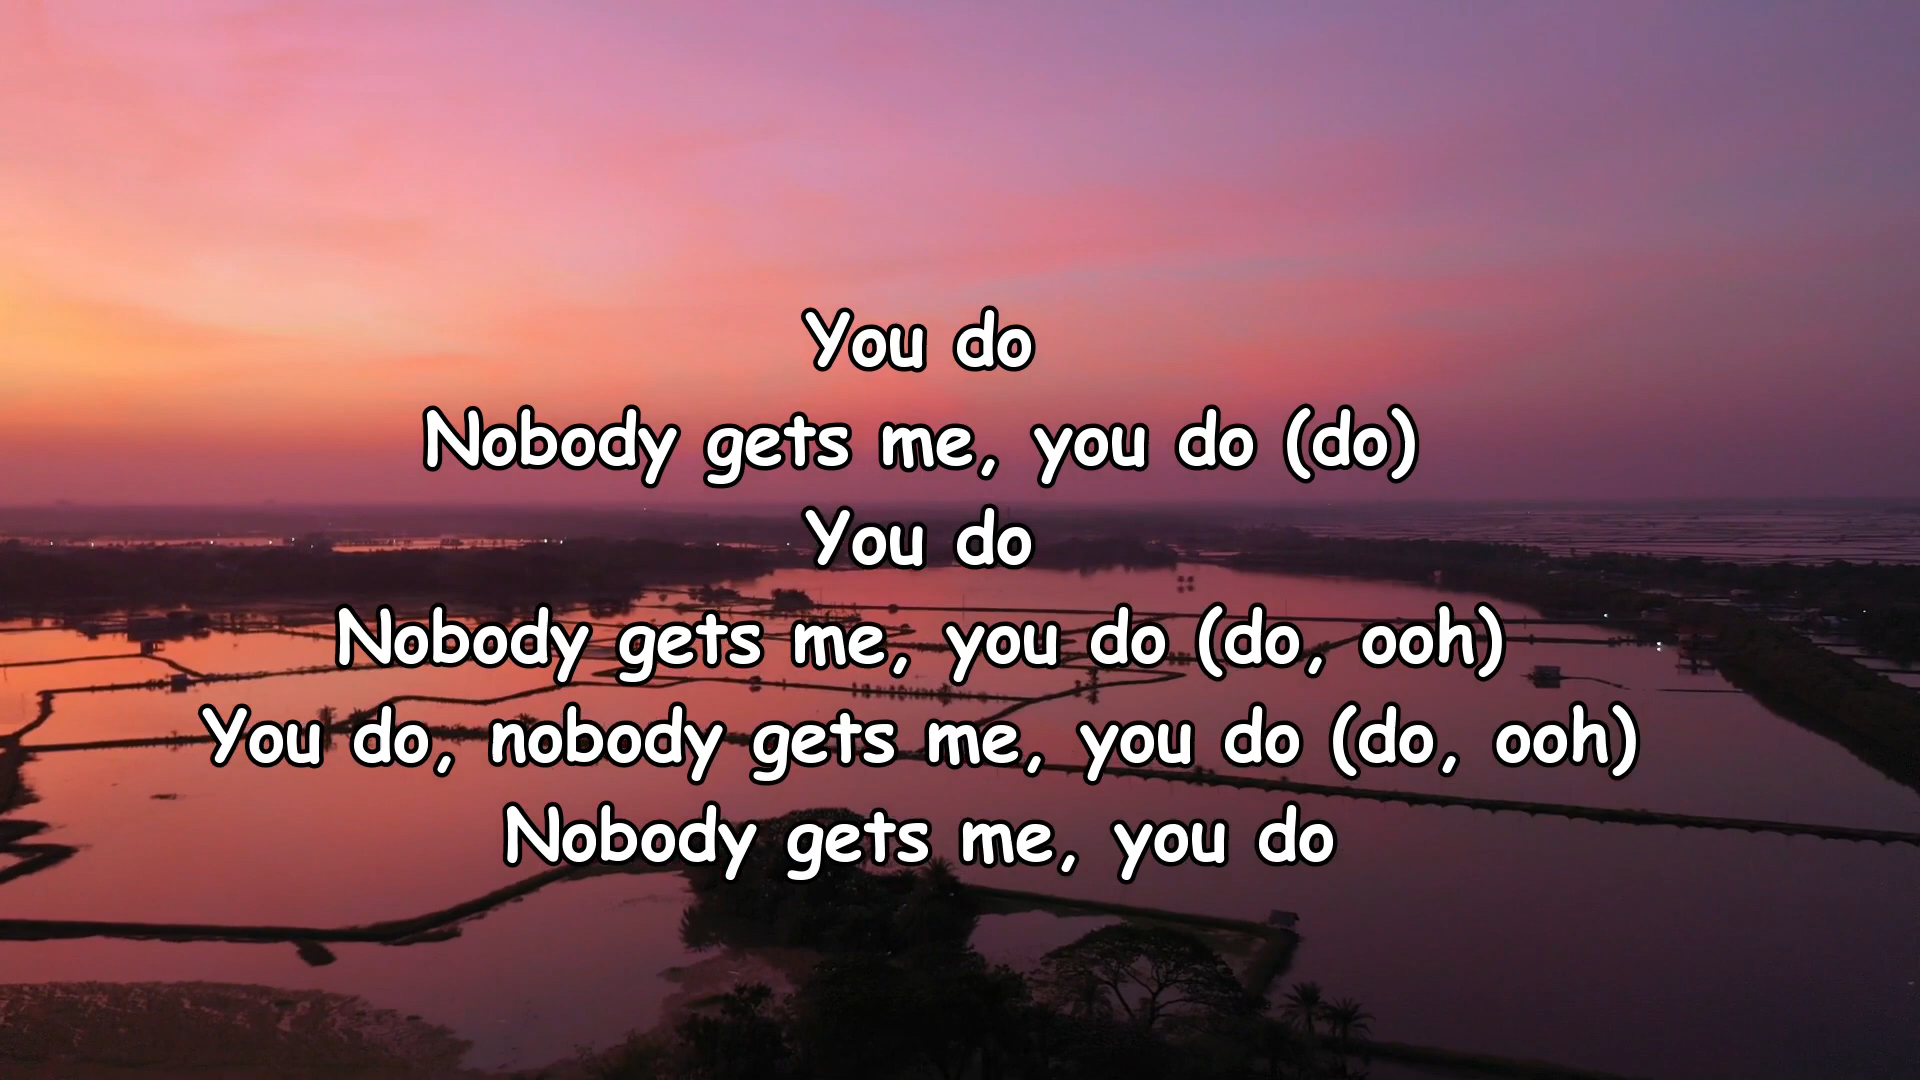 You do
Nobody gets me, you do (do)
You do
Nobody gets me, you do (do, ooh)
You do, nobody gets me, you do (do, ooh)
Nobody gets me, you do